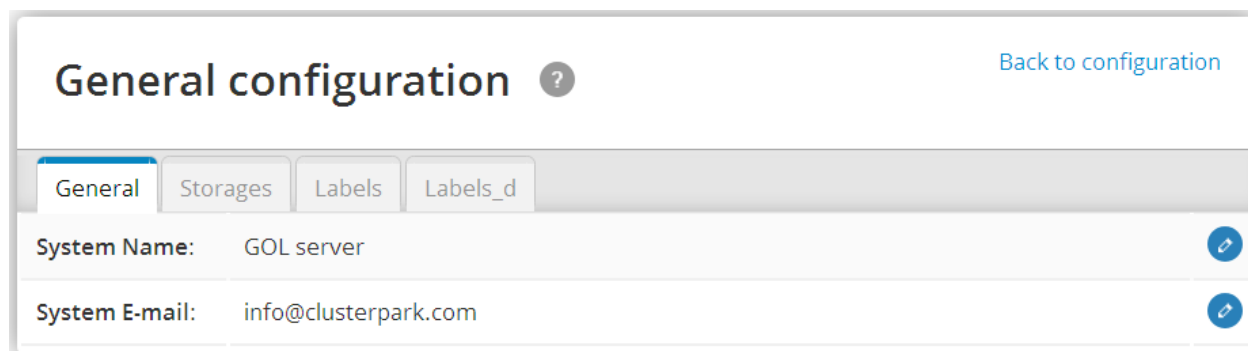 General configuration ?
Back to configuration
General Storages Labels Labels_d
System Name: GOL server
System E-mail: info@clusterpark.com